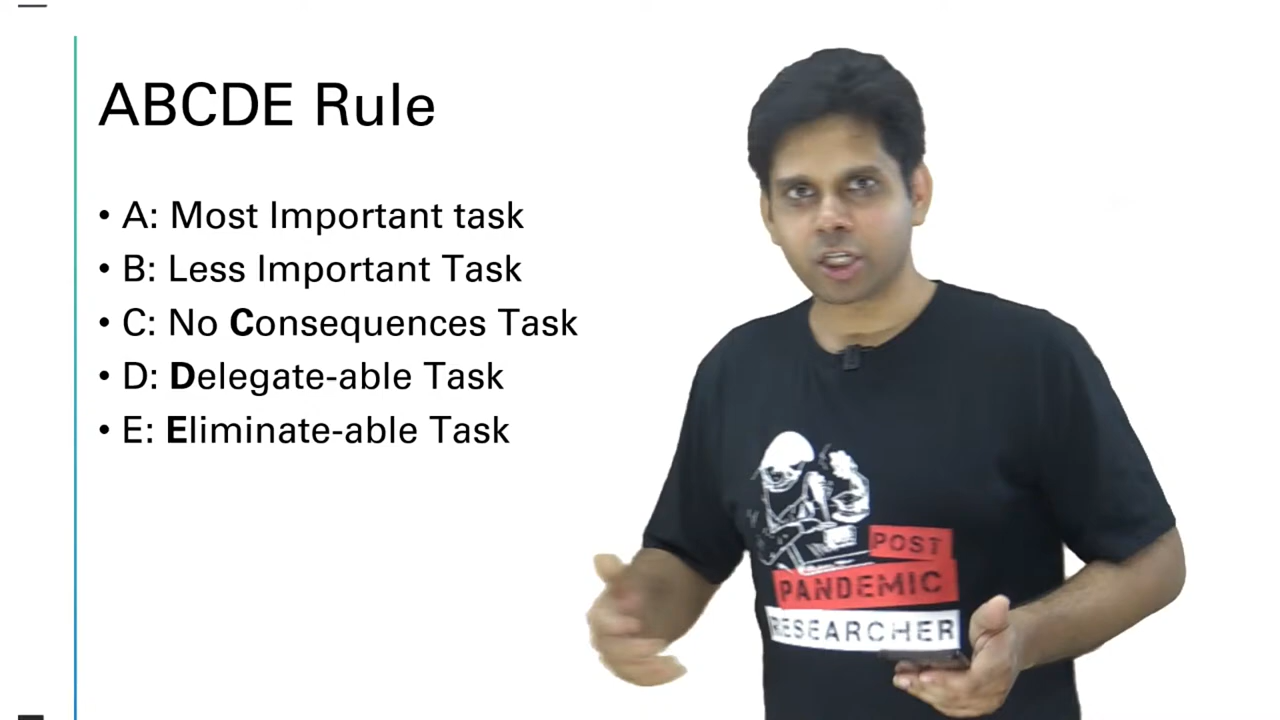 ABCDE Rule
• A: Most Important task
• B: Less Important Task
• C: No Consequences Task
• D: Delegate-able Task
• E: Eliminate-able Task
POST
PANDEMIC
RESEARCHER